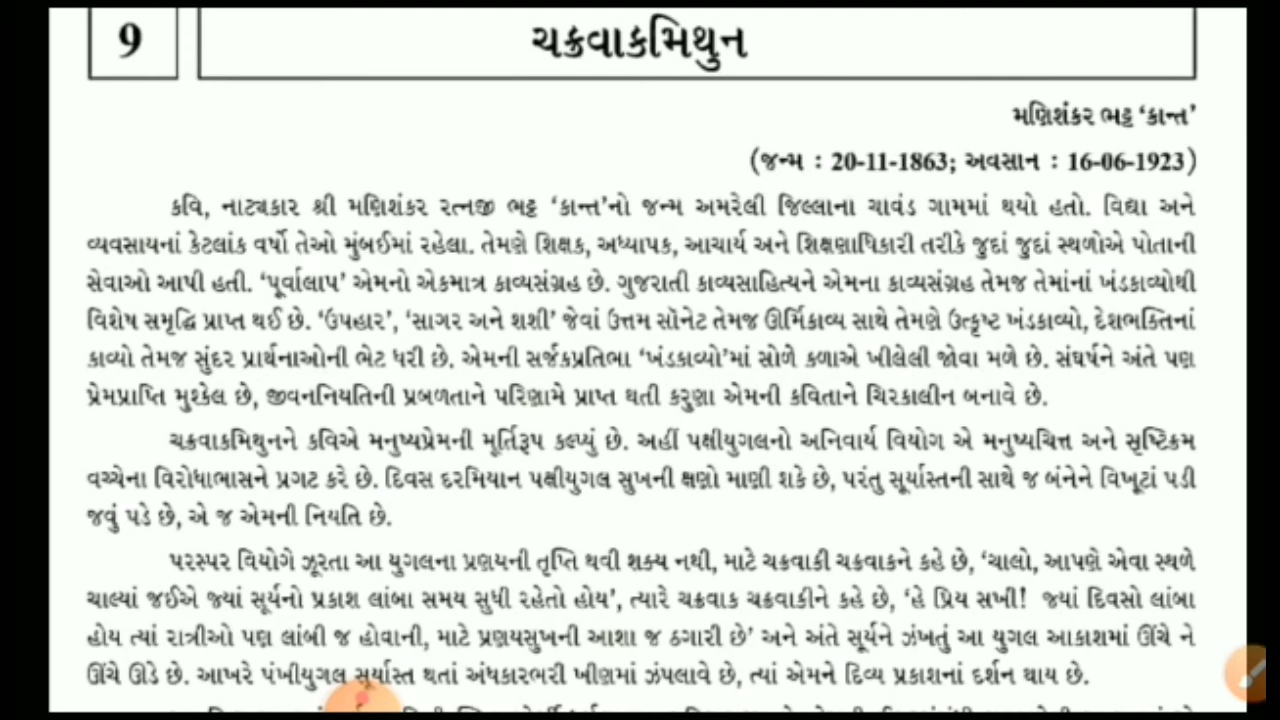 9
ચક્રવાકમિથુન
મણિશંકર ભટ્ટ ‘કાન્ત’
(જન્મ : 20-11-1863; અવસાન : 16-06-1923)
કવિ, નાટ્યકાર શ્રી મણિશંકર રત્નજી ભટ્ટ ‘કાન્ત’નો જન્મ અમરેલી જિલ્લાના ચાવંડ ગામમાં થયો હતો. વિદ્યા અને
વ્યવસાયનાં કેટલાંક વર્ષો તેઓ મુંબઈમાં રહેલા. તેમણે શિક્ષક, અધ્યાપક, આચાર્ય અને શિક્ષણાધિકારી તરીકે જુદાં જુદાં સ્થળોએ પોતાની
સેવાઓ આપી હતી. ‘પૂર્વાલાપ’ એમનો એકમાત્ર કાવ્યસંગ્રહ છે. ગુજરાતી કાવ્યસાહિત્યને એમના કાવ્યસંગ્રહ તેમજ તેમાંનાં ખંડકાવ્યોથી
વિશેષ સમૃદ્ધિ પ્રાપ્ત થઈ છે. ‘ઉપહાર’, ‘સાગર અને શશી’ જેવાં ઉત્તમ સૉનેટ તેમજ ઊર્મિકાવ્ય સાથે તેમણે ઉત્કૃષ્ટ ખંડકાવ્યો, દેશભક્તિનાં
કાવ્યો તેમજ સુંદર પ્રાર્થનાઓની ભેટ ધરી છે. એમની સર્જકપ્રતિભા ‘ખંડકાવ્યો’માં સોળે કળાએ ખીલેલી જોવા મળે છે. સંઘર્ષને અંતે પણ
પ્રેમપ્રાપ્તિ મુશ્કેલ છે, જીવનનિયતિની પ્રબળતાને પરિણામે પ્રાપ્ત થતી કરુણા એમની કવિતાને ચિરકાલીન બનાવે છે.
ચક્રવાકમિથુનને કવિએ મનુષ્યપ્રેમની મૂર્તિરૂપ કલ્પ્યું છે. અહીં પક્ષીયુગલનો અનિવાર્ય વિયોગ એ મનુષ્યચિત્ત અને સૃષ્ટિક્રમ
વચ્ચેના વિરોધાભાસને પ્રગટ કરે છે. દિવસ દરમિયાન પક્ષીયુગલ સુખની ક્ષણો માણી શકે છે, પરંતુ સૂર્યાસ્તની સાથે જ બંનેને વિખૂટાં પડી
જવું પડે છે, એ જ એમની નિયતિ છે.
પરસ્પર વિયોગે ઝૂરતા આ યુગલના પ્રણયની તૃપ્તિ થવી શક્ય નથી, માટે ચક્રવાકી ચક્રવાકને કહે છે, ‘ચાલો, આપણે એવા સ્થળે
ચાલ્યાં જઈએ જ્યાં સૂર્યનો પ્રકાશ લાંબા સમય સુધી રહેતો હોય’, ત્યારે ચક્રવાક ચક્રવાકીને કહે છે, ‘હે પ્રિય સખી! જ્યાં દિવસો લાંબા
હોય ત્યાં રાત્રીઓ પણ લાંબી જ હોવાની, માટે પ્રણયસુખની આશા જ ઠગારી છે’ અને અંતે સૂર્યને ઝંખતું આ યુગલ આકાશમાં ઊંચે ને
ઊંચે ઊડે છે. આખરે પંખીયુગલ સૂર્યાસ્ત થતાં અંધકારભરી ખીણમાં ઝંપલાવે છે, ત્યાં એમને દિવ્ય પ્રકાશનાં દર્શન થાય છે.